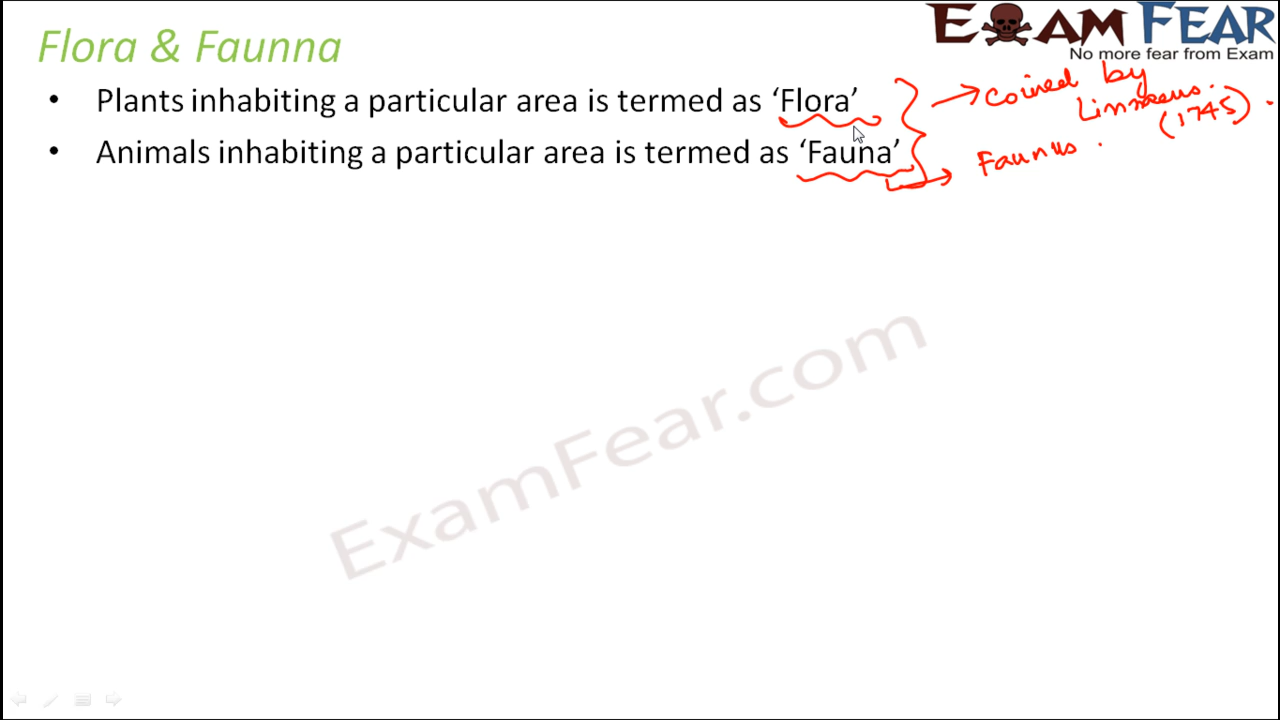 EXAM FEAR
No more fear from Exam
Flora & Faunna
• Plants inhabiting a particular area is termed as ‘Flora’
• Animals inhabiting a particular area is termed as ‘Fauna’
→ Coined by
Linnaeus.
(1745).
→ Faunus.
ExamFear.com